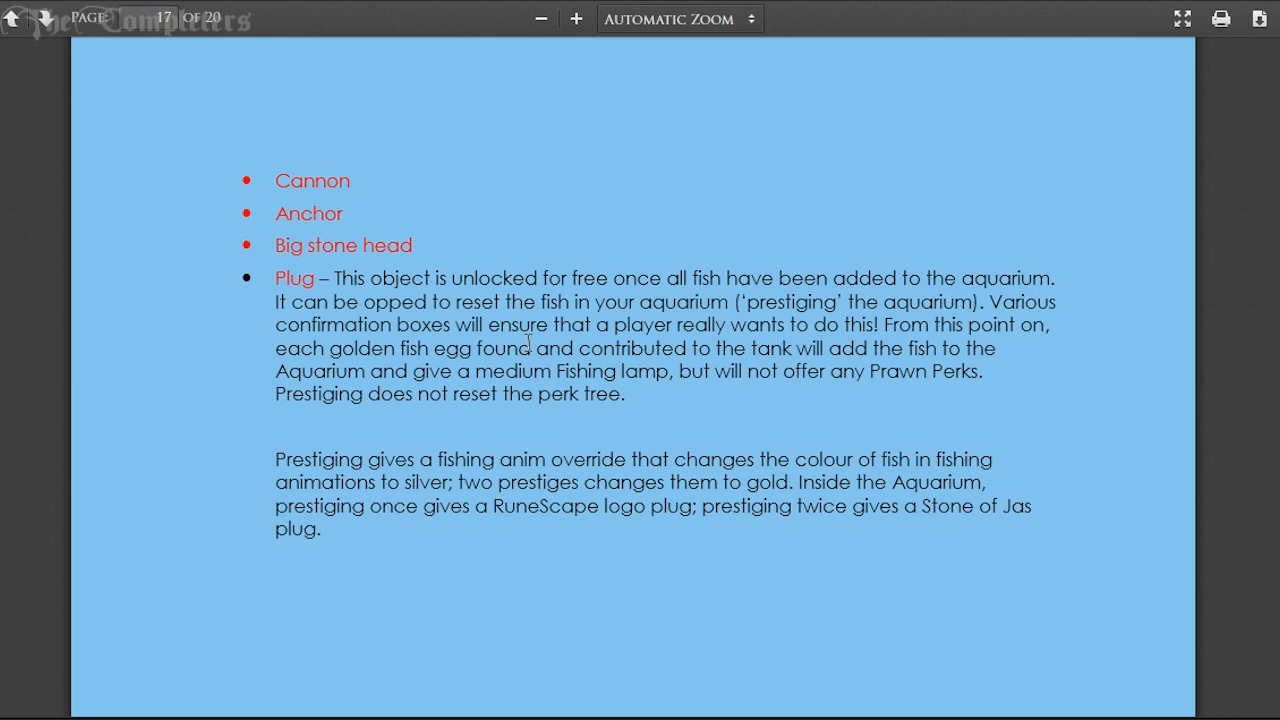 The Completers
PAGE: 17 OF 20
AUTOMATIC ZOOM
Cannon
Anchor
Big stone head
Plug – This object is unlocked for free once all fish have been added to the aquarium.
It can be opped to reset the fish in your aquarium (‘prestiging’ the aquarium). Various
confirmation boxes will ensure that a player really wants to do this! From this point on,
each golden fish egg found and contributed to the tank will add the fish to the
Aquarium and give a medium Fishing lamp, but will not offer any Prawn Perks.
Prestiging does not reset the perk tree.
Prestiging gives a fishing anim override that changes the colour of fish in fishing
animations to silver; two prestiges changes them to gold. Inside the Aquarium,
prestiging once gives a RuneScape logo plug; prestiging twice gives a Stone of Jas
plug.